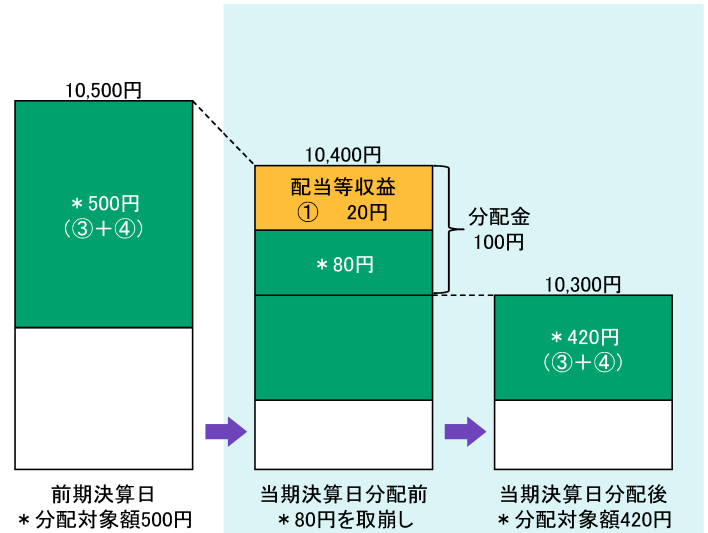 10,500円
*500円
(③+④)
前期決算日
*分配対象額500円
10,400円
配当等収益
① 20円
*80円
分配金
100円
当期決算日分配前
*80円を取崩し
10,300円
*420円
(③+④)
当期決算日分配後
*分配対象額420円